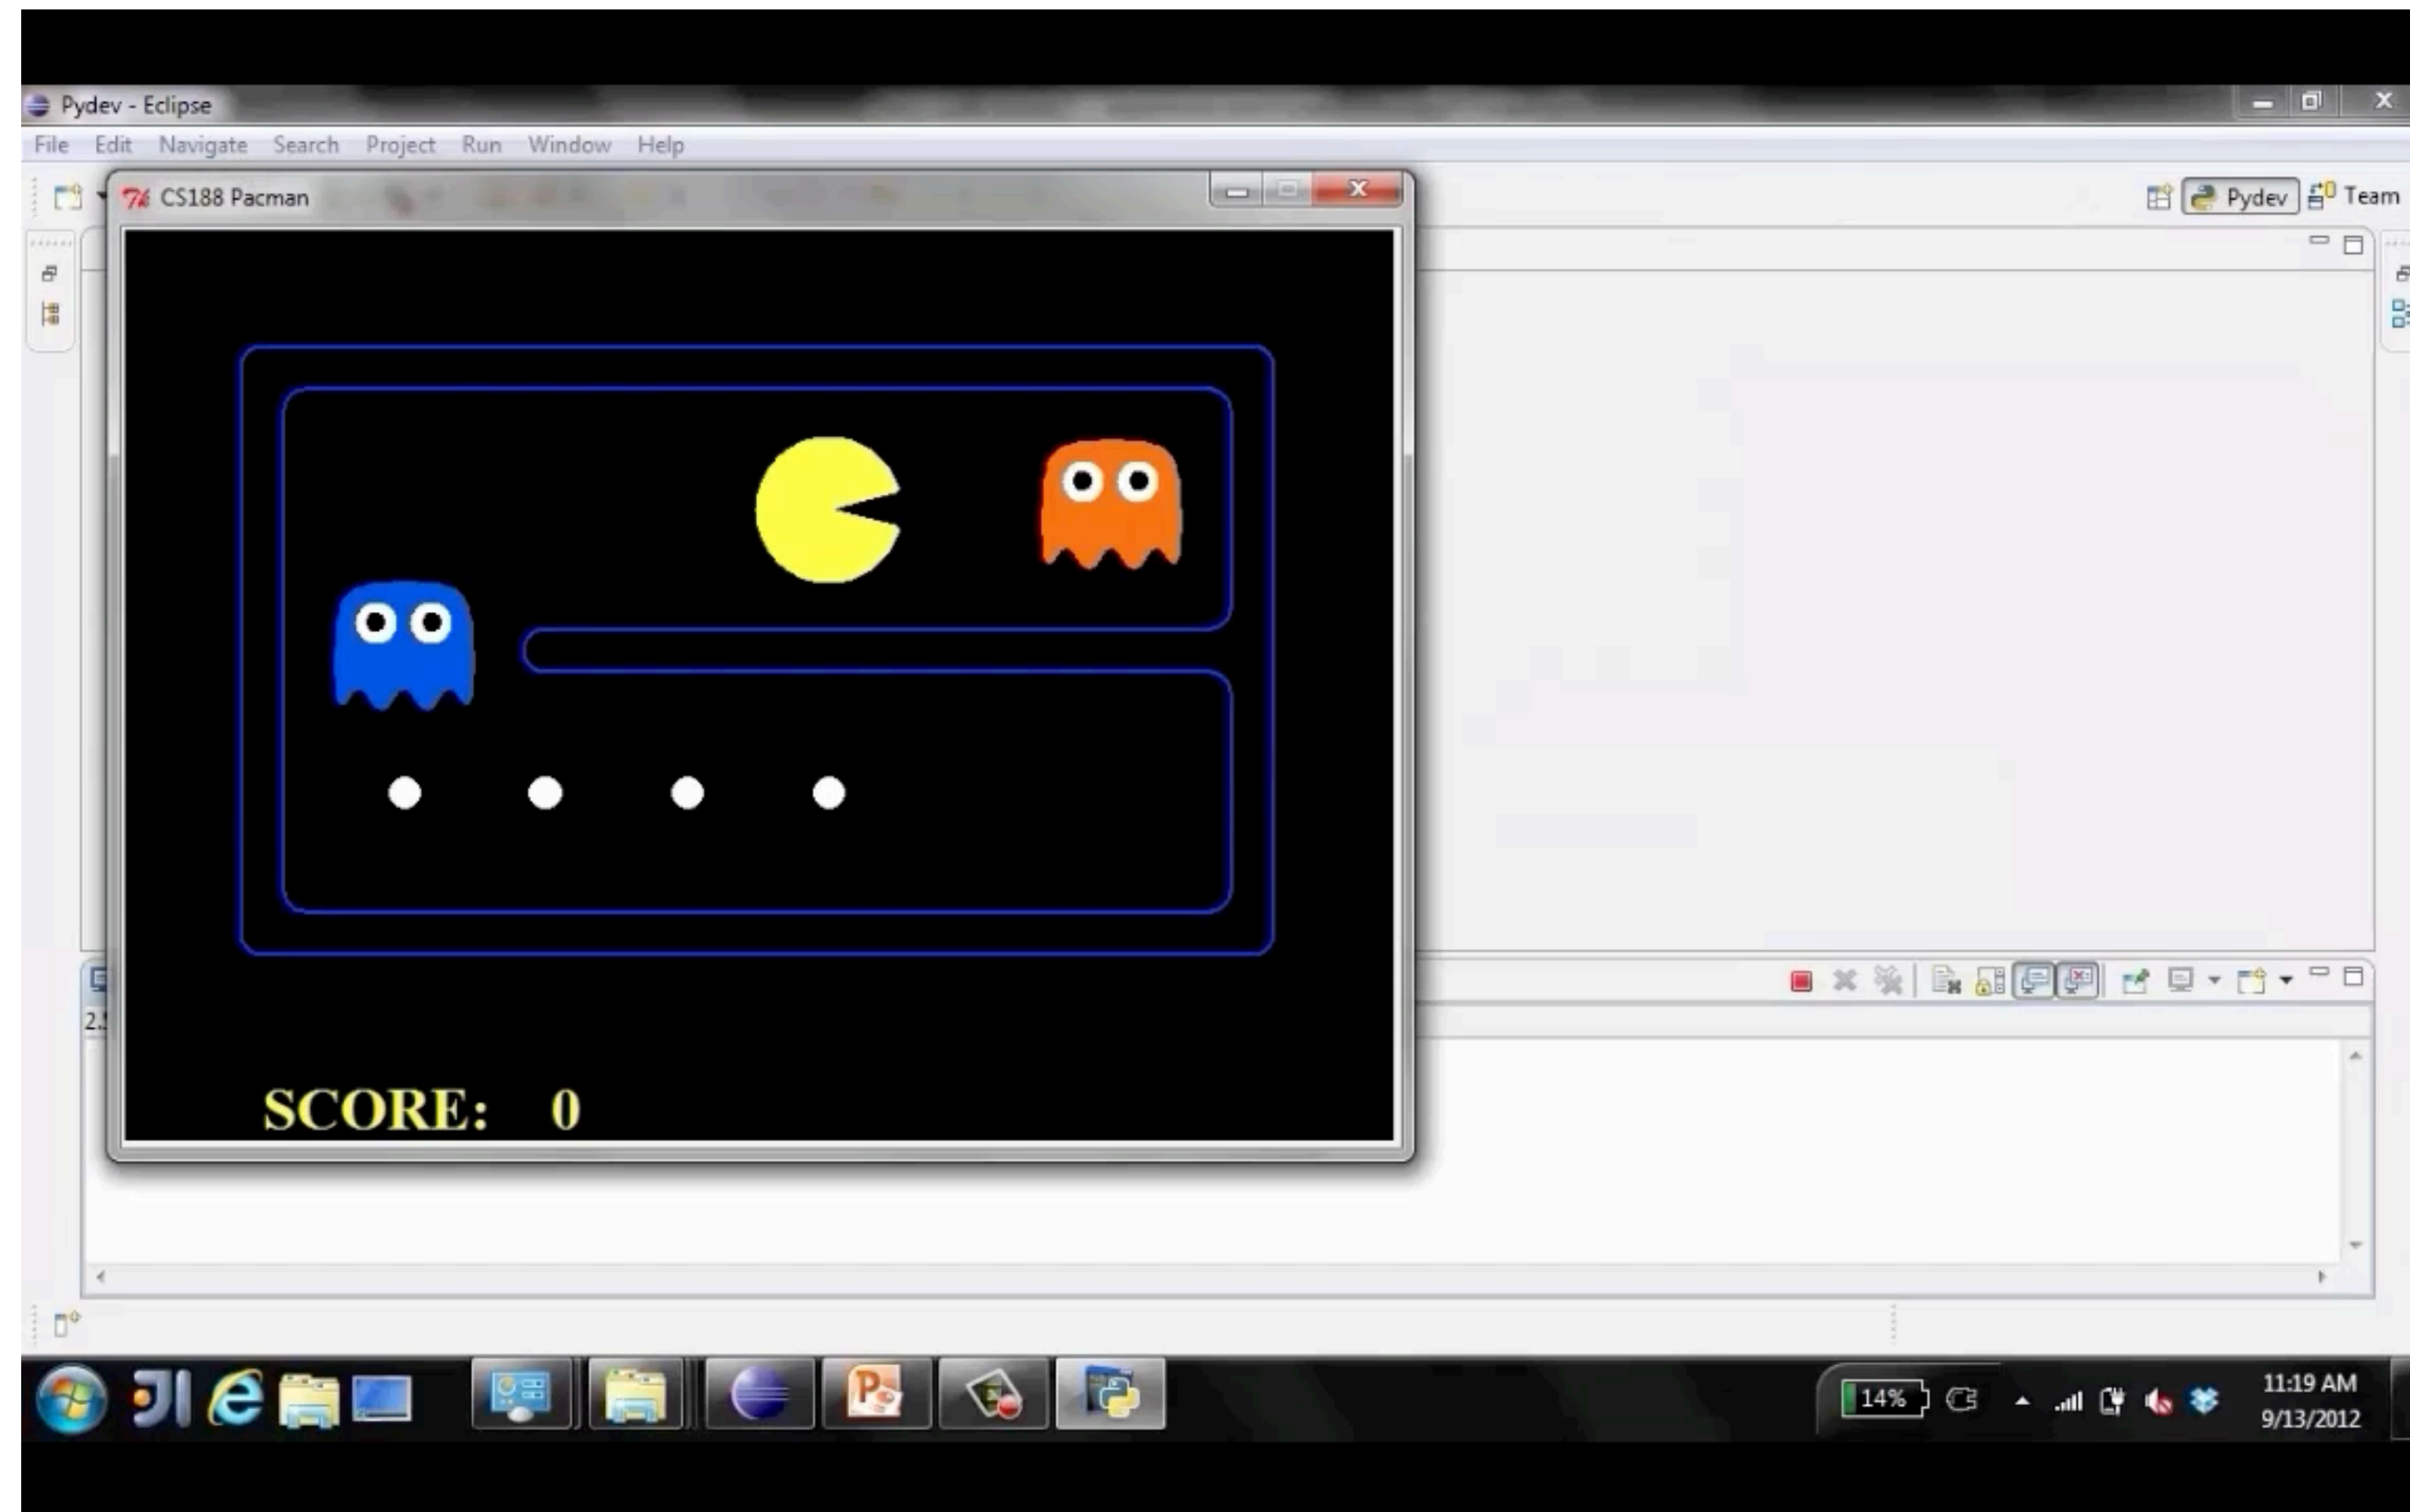 Pydev - Eclipse
File Edit Navigate Search Project Run Window Help
CS188 Pacman
Pydev Team
SCORE: 0
14%
11:19 AM
9/13/2012